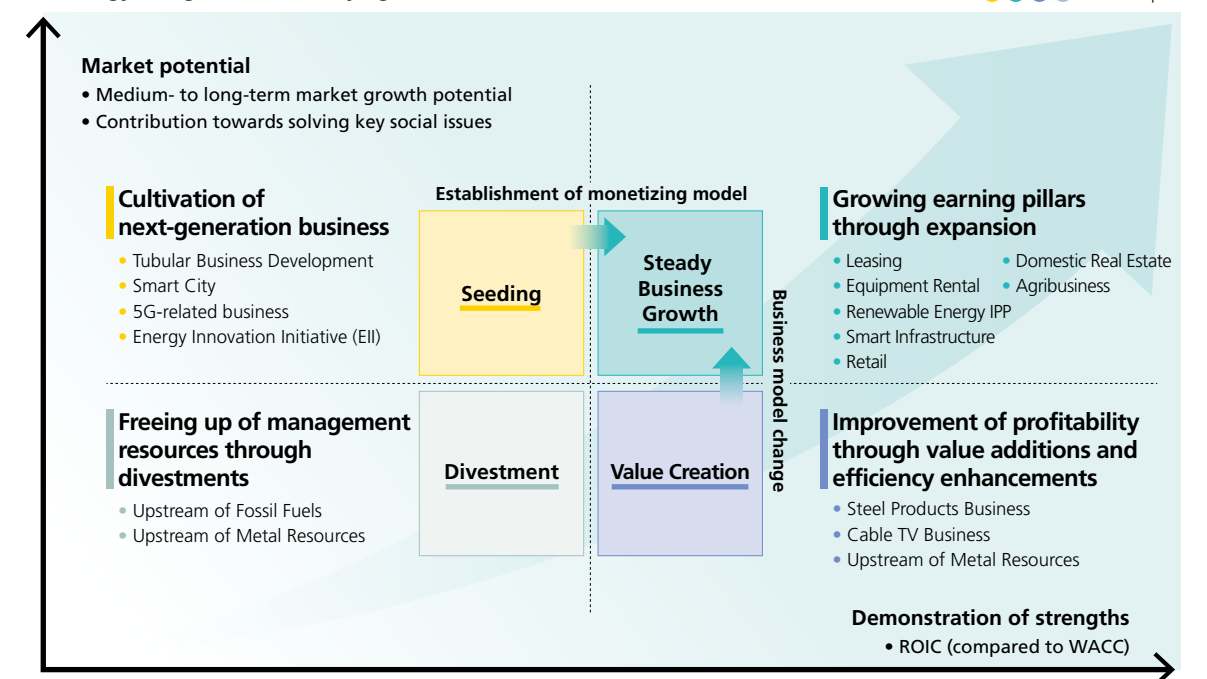 Market potential
• Medium- to long-term market growth potential
• Contribution towards solving key social issues
Cultivation of
next-generation business
• Tubular Business Development
• Smart City
• 5G-related business
• Energy Innovation Initiative (EII)
Establishment of monetizing model
Seeding
Steady
Business
Growth
Business model change
Growing earning pillars
through expansion
• Leasing
• Equipment Rental
• Renewable Energy IPP
• Smart Infrastructure
• Retail
• Domestic Real Estate
• Agribusiness
Freeing up of management
resources through
divestments
• Upstream of Fossil Fuels
• Upstream of Metal Resources
Divestment
Value Creation
Improvement of profitability
through value additions and
efficiency enhancements
• Steel Products Business
• Cable TV Business
• Upstream of Metal Resources
Demonstration of strengths
• ROIC (compared to WACC)